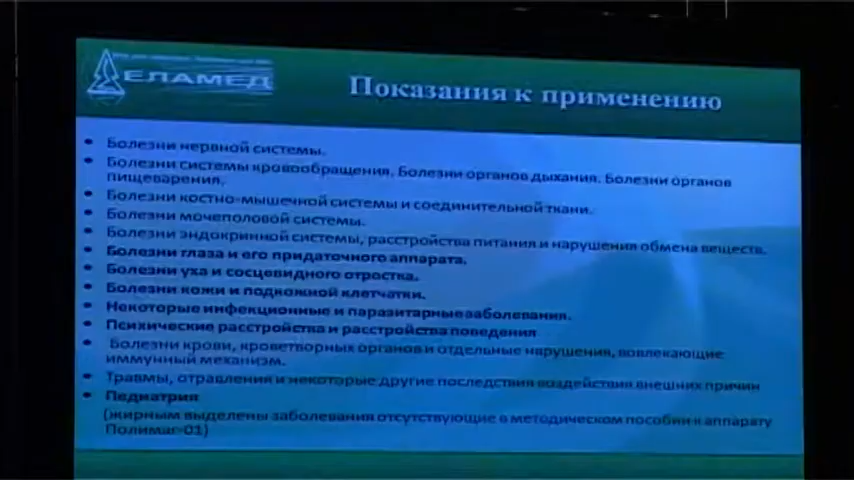 ЕЛАМЕД
Показания к применению
• Болезни нервной системы.
• Болезни системы кровообращения. Болезни органов дыхания. Болезни органов
пищеварения.
• Болезни костно-мышечной системы и соединительной ткани.
• Болезни мочеполовой системы.
• Болезни эндокринной системы, расстройства питания и нарушения обмена веществ.
• Болезни глаза и его придаточного аппарата.
• Болезни уха и сосцевидного отростка.
• Болезни кожи и подкожной клетчатки.
• Некоторые инфекционные и паразитарные заболевания.
• Психические расстройства и расстройства поведения
• Болезни крови, кроветворных органов и отдельные нарушения, вовлекающие
иммунный механизм.
• Травмы, отравления и некоторые другие последствия воздействия внешних причин
• Педиатрия
(жирным выделены заболевания отсутствующие в методическом пособии к аппарату
Полимаг-01)